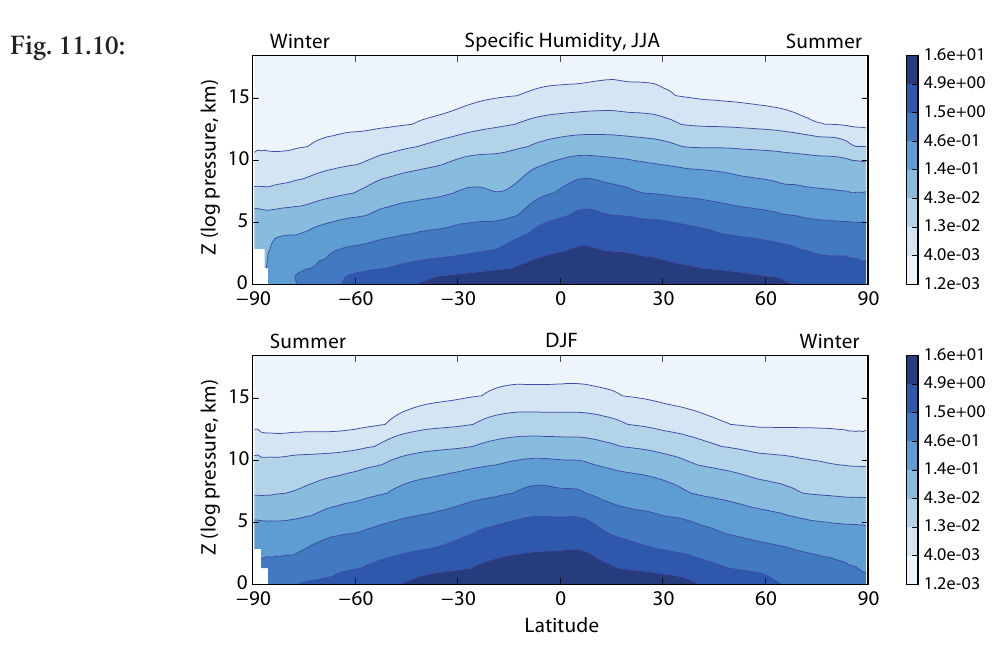 Fig. 11.10:
Winter Specific Humidity, JJA Summer
Z (log pressure, km)
15
10
5
0
−90 −60 −30 0 30 60 90
1.6e+01
4.9e+00
1.5e+00
4.6e-01
1.4e-01
4.3e-02
1.3e-02
4.0e-03
1.2e-03
Summer DJF Winter
Z (log pressure, km)
15
10
5
0
−90 −60 −30 0 30 60 90
Latitude
1.6e+01
4.9e+00
1.5e+00
4.6e-01
1.4e-01
4.3e-02
1.3e-02
4.0e-03
1.2e-03